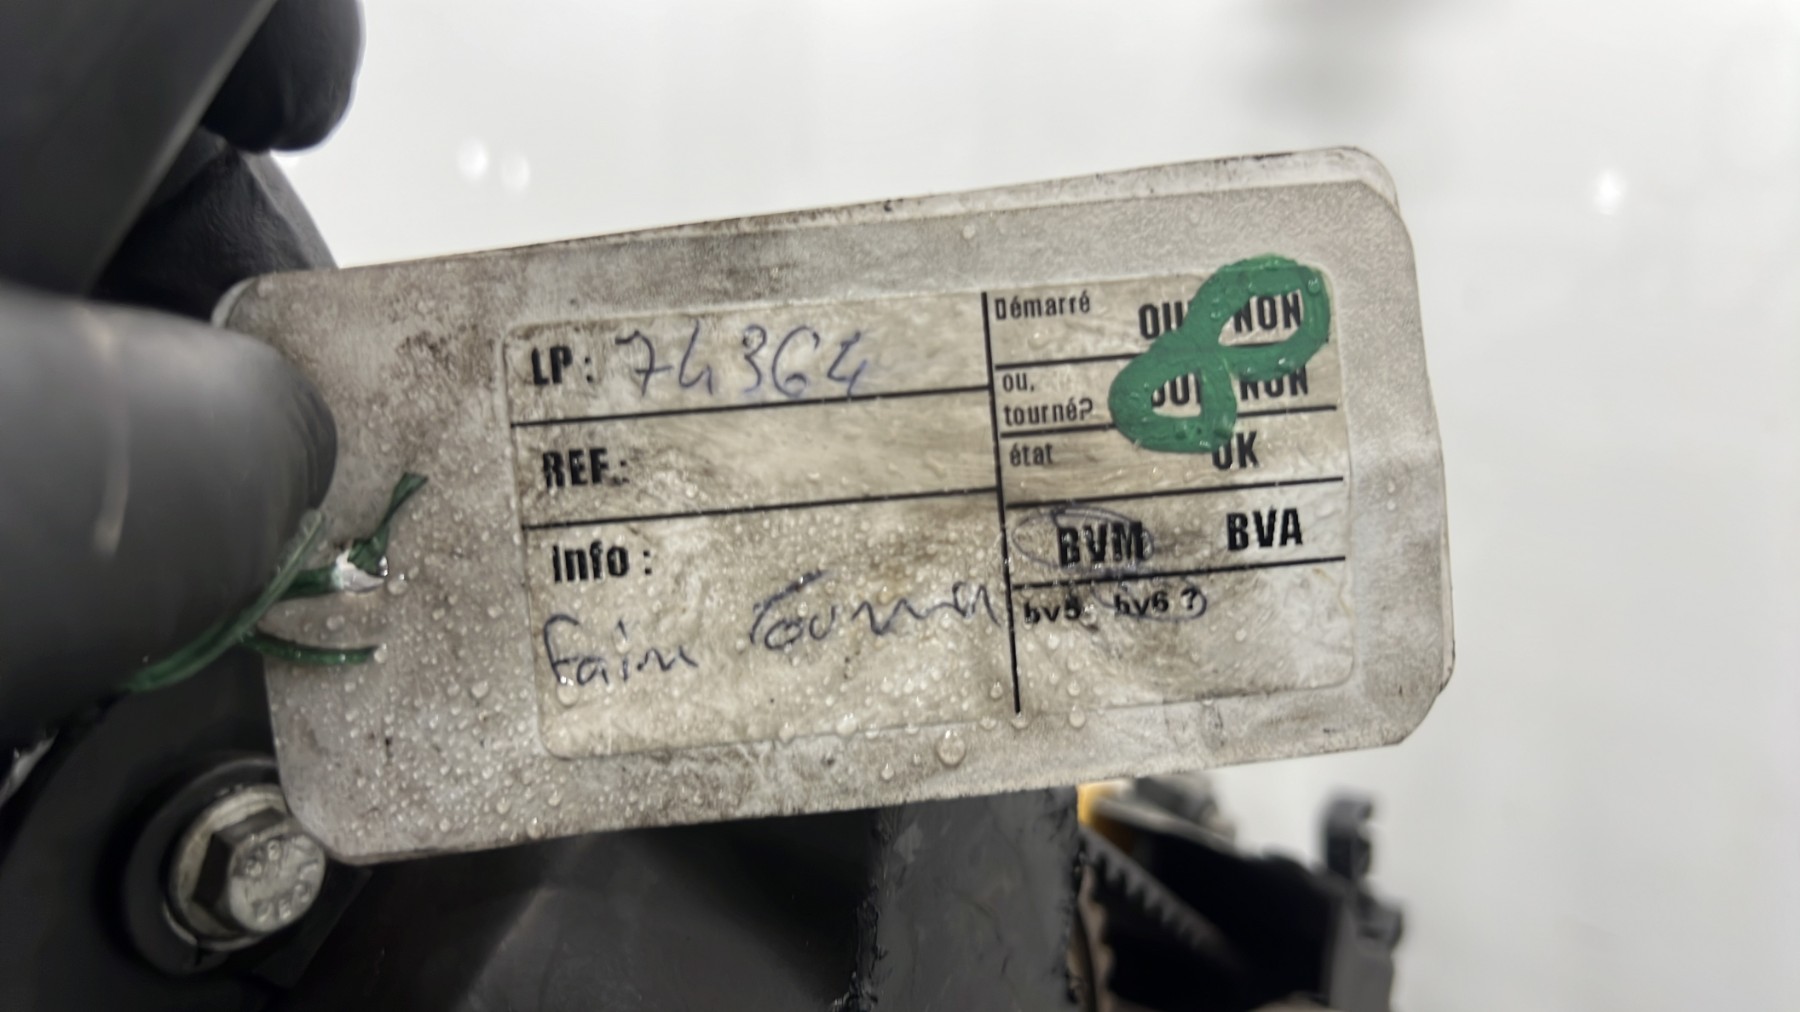 LP: 74364
REF.:
Info:
Faire tourner
Démarré OUI NON
ou, tourné? OUI NON
état OK
BVM BVA
bv5 bv6 ?
8